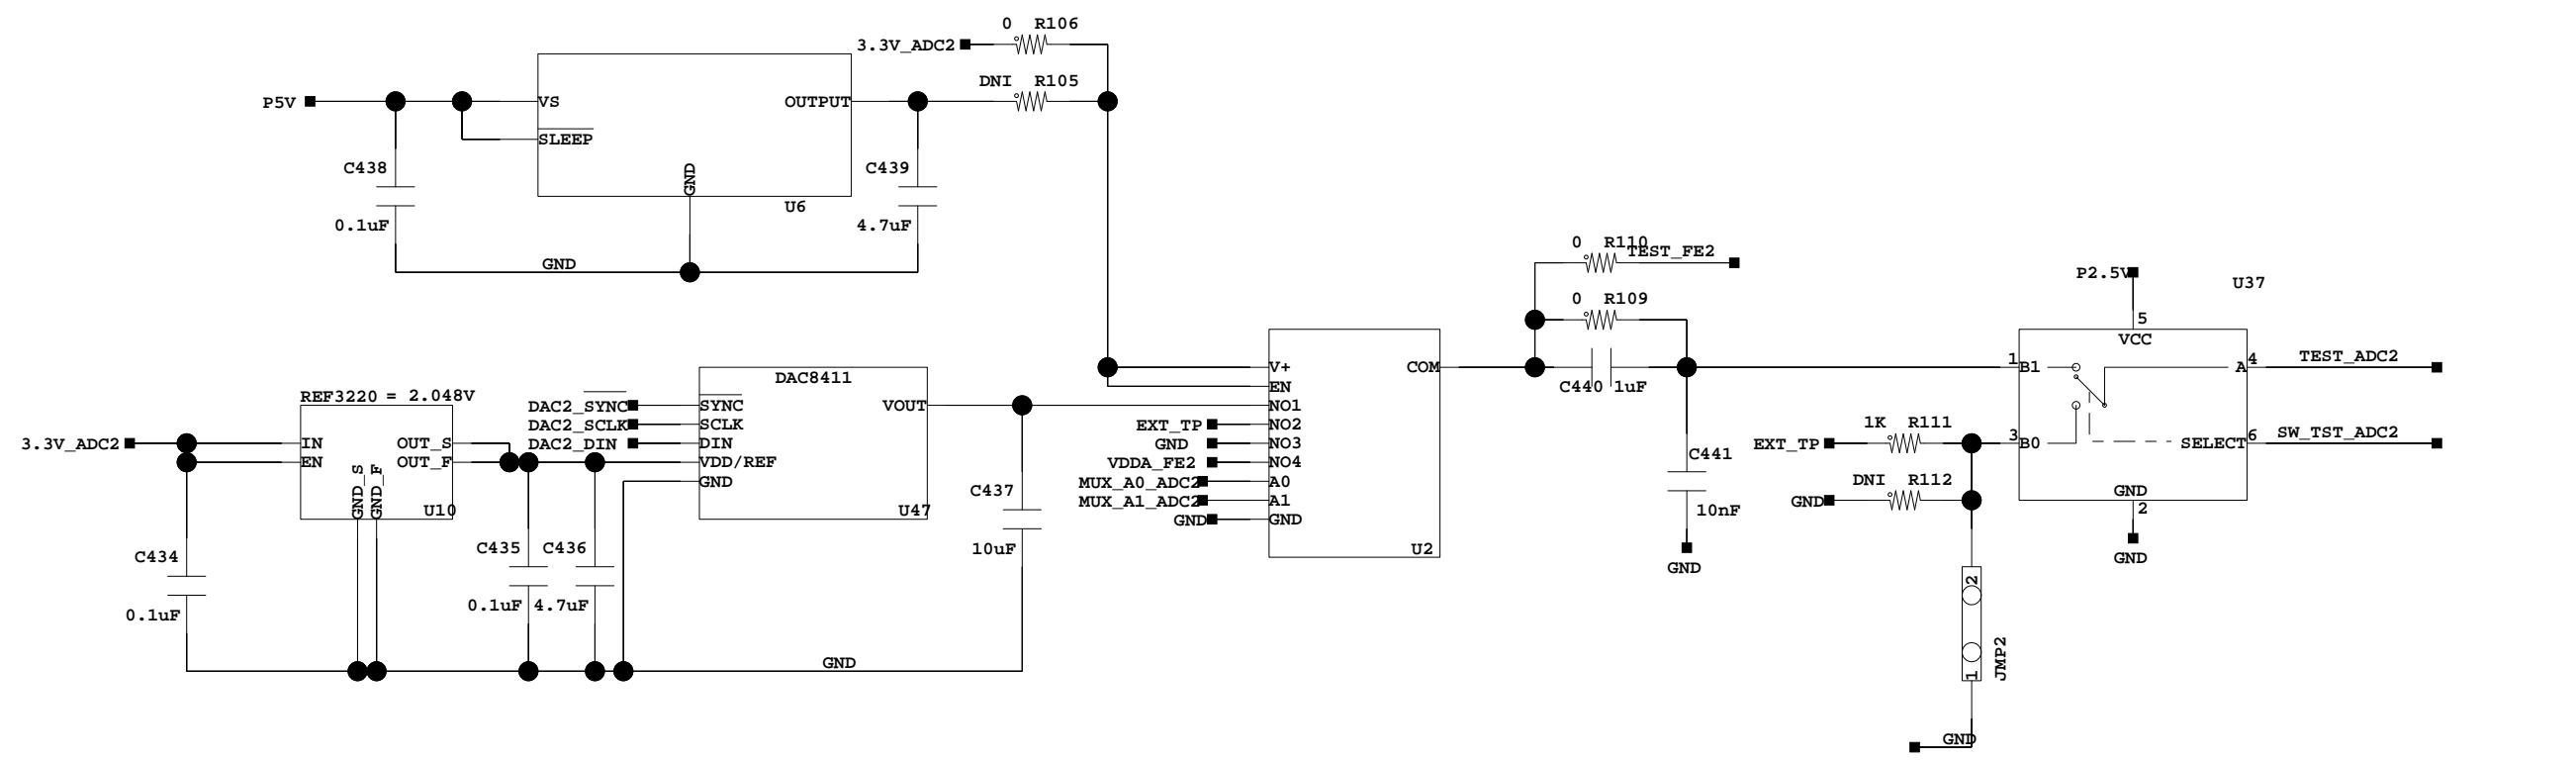 0 R106
3.3V_ADC2
DNI R105
P5V
VS
OUTPUT
SLEEP
C438
GND
C439
U6
0.1uF
4.7uF
GND
0 R110
TEST_FE2
P2.5V
U37
0 R109
5
VCC
DAC8411
V+
COM
1 B1
A 4
TEST_ADC2
REF3220 = 2.048V
EN
C440 1uF
DAC2_SYNC
SYNC
VOUT
NO1
DAC2_SCLK
SCLK
EXT_TP
NO2
1K R111
SW_TST_ADC2
3.3V_ADC2
IN
OUT_S
DAC2_DIN
DIN
GND
NO3
EXT_TP
3 B0
SELECT 6
EN
OUT_F
VDD/REF
VDDA_FE2
NO4
C441
GND_S
GND_F
GND
C437
MUX_A0_ADC2
A0
DNI R112
GND
MUX_A1_ADC2
A1
GND
2
U10
U47
GND
GND
10nF
C434
C435
C436
10uF
U2
GND
GND
0.1uF
0.1uF
4.7uF
2
GND
JMP2
1
GND